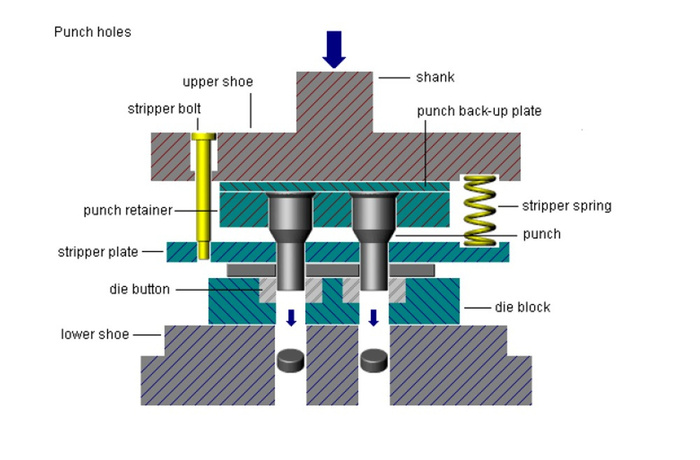 Punch holes
shank
upper shoe
stripper bolt
punch back-up plate
punch retainer
stripper spring
punch
stripper plate
die button
die block
lower shoe